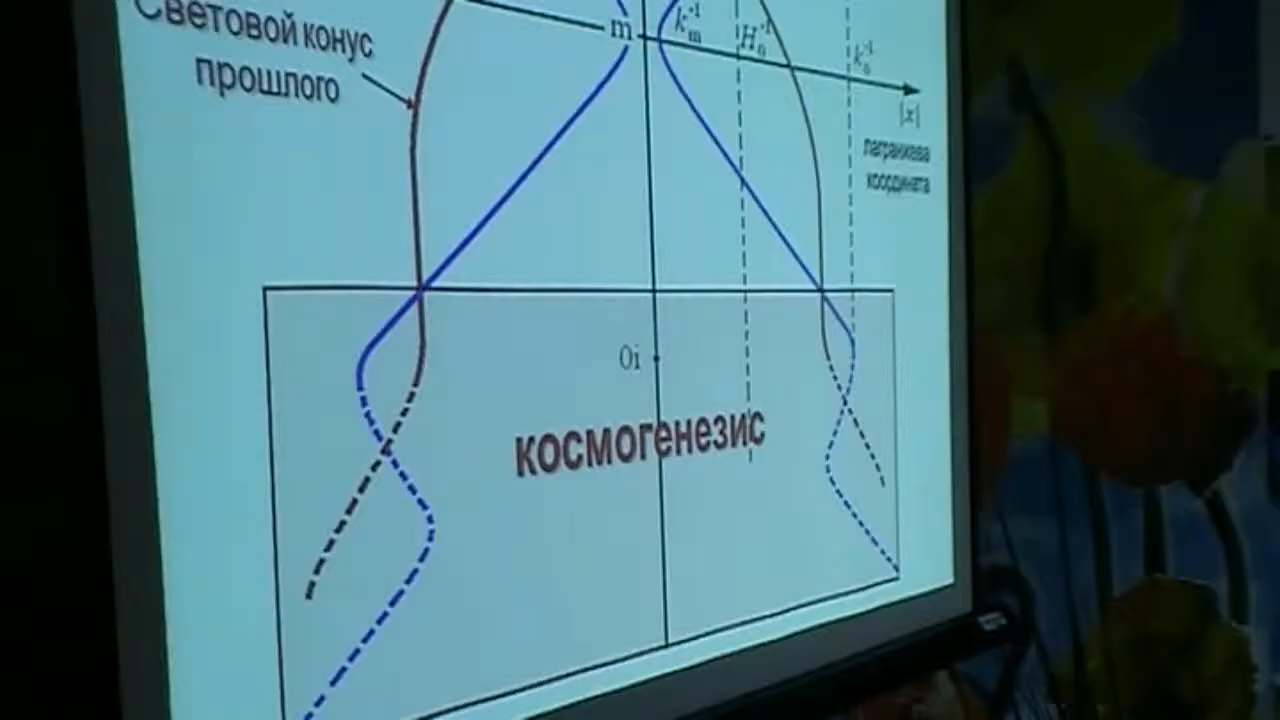 Световой конус
прошлого
m
k_m^-1
H_0^-1
k_0^-1
|x|
лагранжева
координата
0i
космогенезис